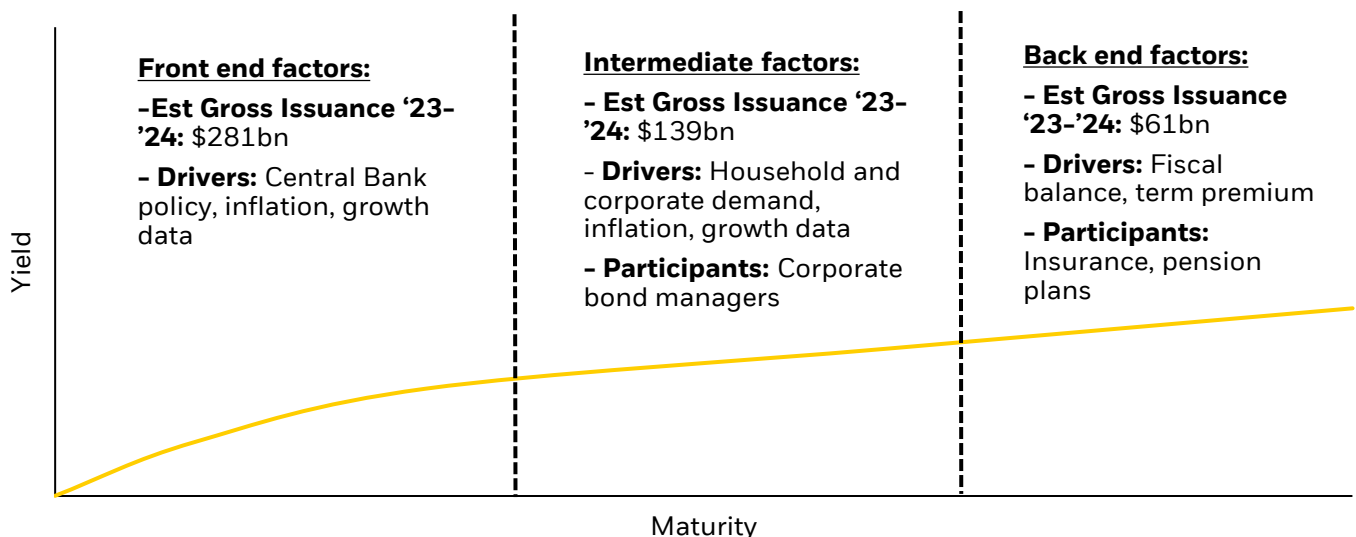 Yield
Front end factors:
-Est Gross Issuance ‘23-
’24: $281bn
- Drivers: Central Bank
policy, inflation, growth
data
Intermediate factors:
- Est Gross Issuance ‘23-
’24: $139bn
- Drivers: Household and
corporate demand,
inflation, growth data
- Participants: Corporate
bond managers
Back end factors:
- Est Gross Issuance
‘23-’24: $61bn
- Drivers: Fiscal
balance, term premium
- Participants:
Insurance, pension
plans
Maturity